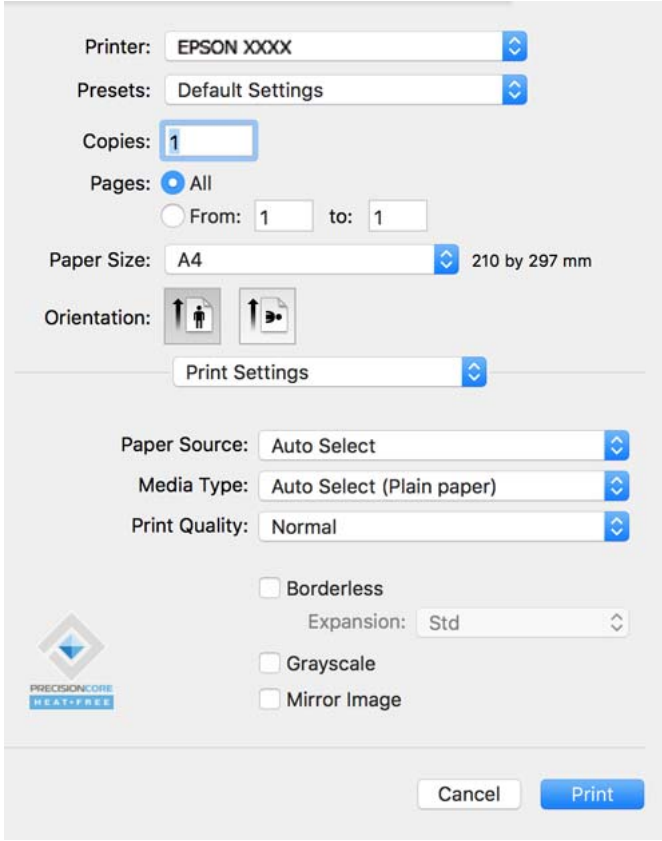 Printer: EPSON XXXX
Presets: Default Settings
Copies: 1
Pages: All
From: 1 to: 1
Paper Size: A4 210 by 297 mm
Orientation:
Print Settings
Paper Source: Auto Select
Media Type: Auto Select (Plain paper)
Print Quality: Normal
Borderless
Expansion: Std
Grayscale
Mirror Image
PRECISIONCORE
HEAT-FREE
Cancel Print